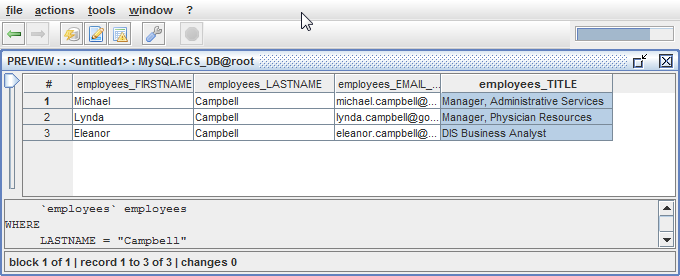 file actions tools window ?
PREVIEW : : <untitled1> : MySQL.FCS_DB@root
# employees_FIRSTNAME employees_LASTNAME employees_EMAIL_... employees_TITLE
1 Michael Campbell michael.campbell@... Manager, Administrative Services
2 Lynda Campbell lynda.campbell@go... Manager, Physician Resources
3 Eleanor Campbell eleanor.campbell@... DIS Business Analyst
`employees` employees
WHERE
LASTNAME = "Campbell"
block 1 of 1 | record 1 to 3 of 3 | changes 0